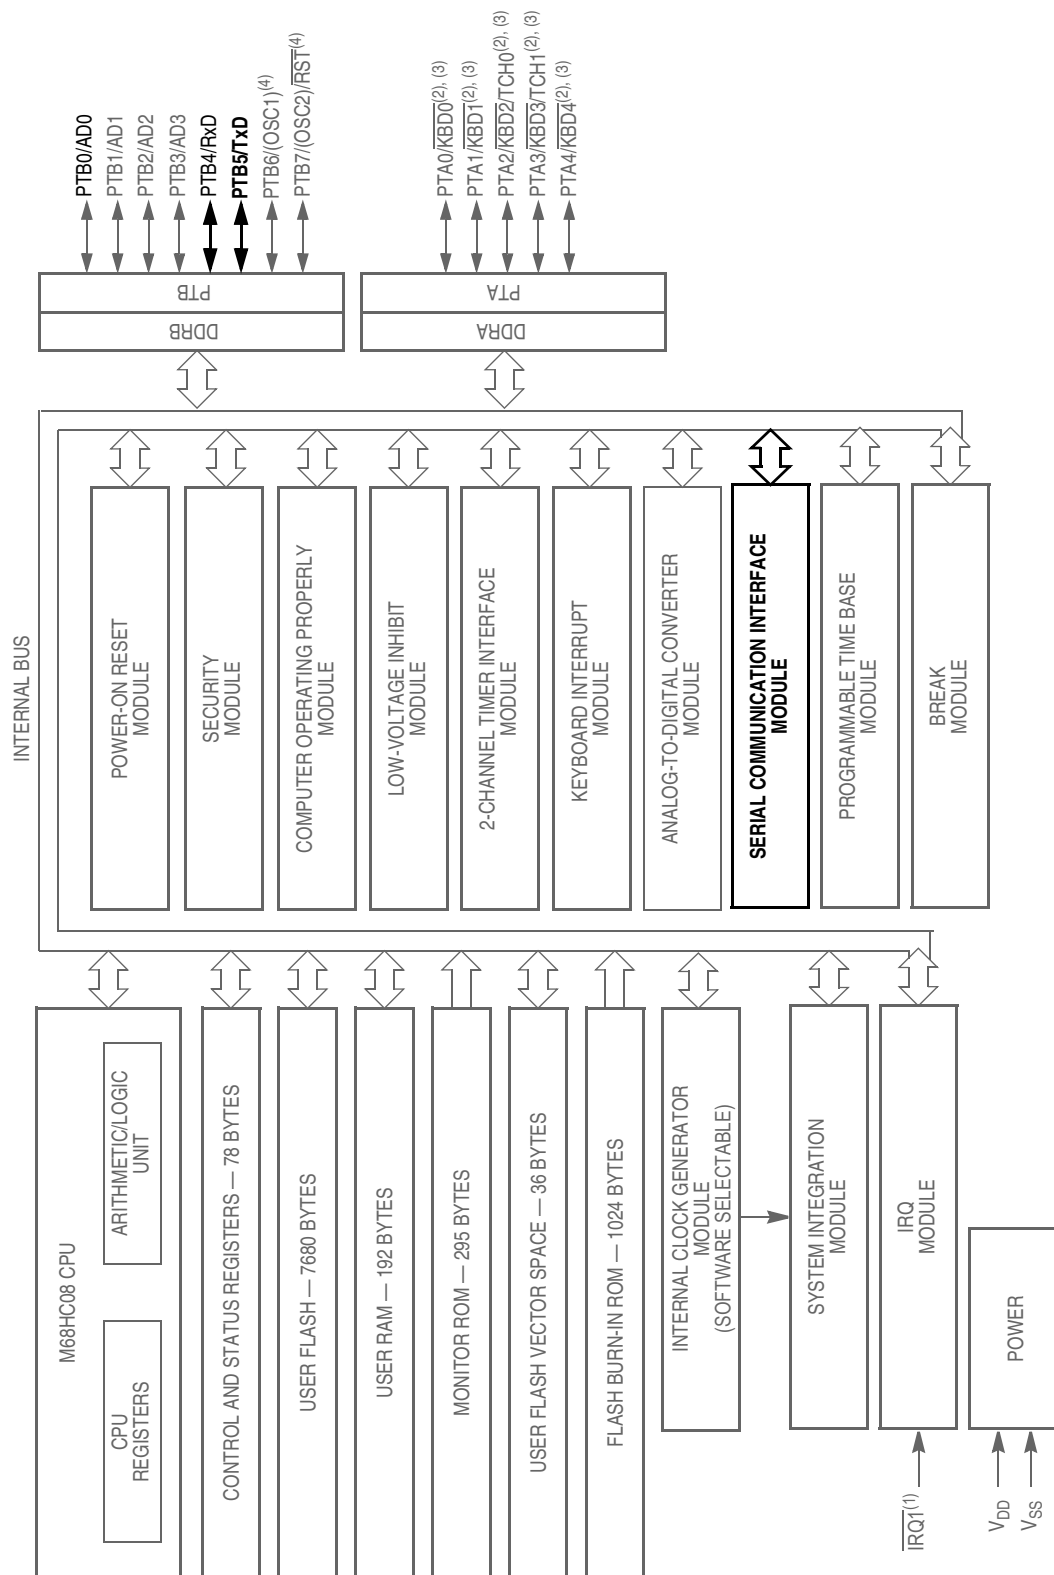 INTERNAL BUS
M68HC08 CPU
CPU
REGISTERS
ARITHMETIC/LOGIC
UNIT
CONTROL AND STATUS REGISTERS — 78 BYTES
USER FLASH — 7680 BYTES
USER RAM — 192 BYTES
MONITOR ROM — 295 BYTES
USER FLASH VECTOR SPACE — 36 BYTES
FLASH BURN-IN ROM — 1024 BYTES
INTERNAL CLOCK GENERATOR
MODULE
(SOFTWARE SELECTABLE)
SYSTEM INTEGRATION
MODULE
IRQ1(1)
IRQ
MODULE
VDD
VSS
POWER
POWER-ON RESET
MODULE
SECURITY
MODULE
COMPUTER OPERATING PROPERLY
MODULE
LOW-VOLTAGE INHIBIT
MODULE
2-CHANNEL TIMER INTERFACE
MODULE
KEYBOARD INTERRUPT
MODULE
ANALOG-TO-DIGITAL CONVERTER
MODULE
SERIAL COMMUNICATION INTERFACE
MODULE
PROGRAMMABLE TIME BASE
MODULE
BREAK
MODULE
DDRB
PTB
PTB0/AD0
PTB1/AD1
PTB2/AD2
PTB3/AD3
PTB4/RxD
PTB5/TxD
PTB6/(OSC1)(4)
PTB7/(OSC2)/RST(4)
DDRA
PTA
PTA0/KBD0(2), (3)
PTA1/KBD1(2), (3)
PTA2/KBD2/TCH0(2), (3)
PTA3/KBD3/TCH1(2), (3)
PTA4/KBD4(2), (3)